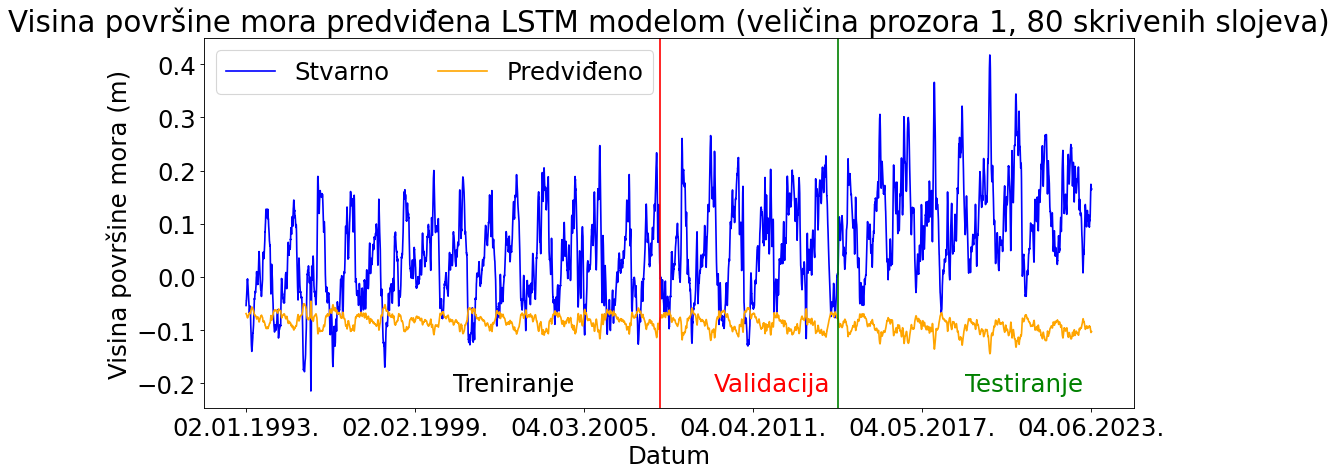 Visina površine mora predviđena LSTM modelom (veličina prozora 1, 80 skrivenih slojeva)
Stvarno
Predviđeno
Visina površine mora (m)
0.4
0.3
0.2
0.1
0.0
−0.1
−0.2
Treniranje
Validacija
Testiranje
02.01.1993.
02.02.1999.
04.03.2005.
04.04.2011.
04.05.2017.
04.06.2023.
Datum